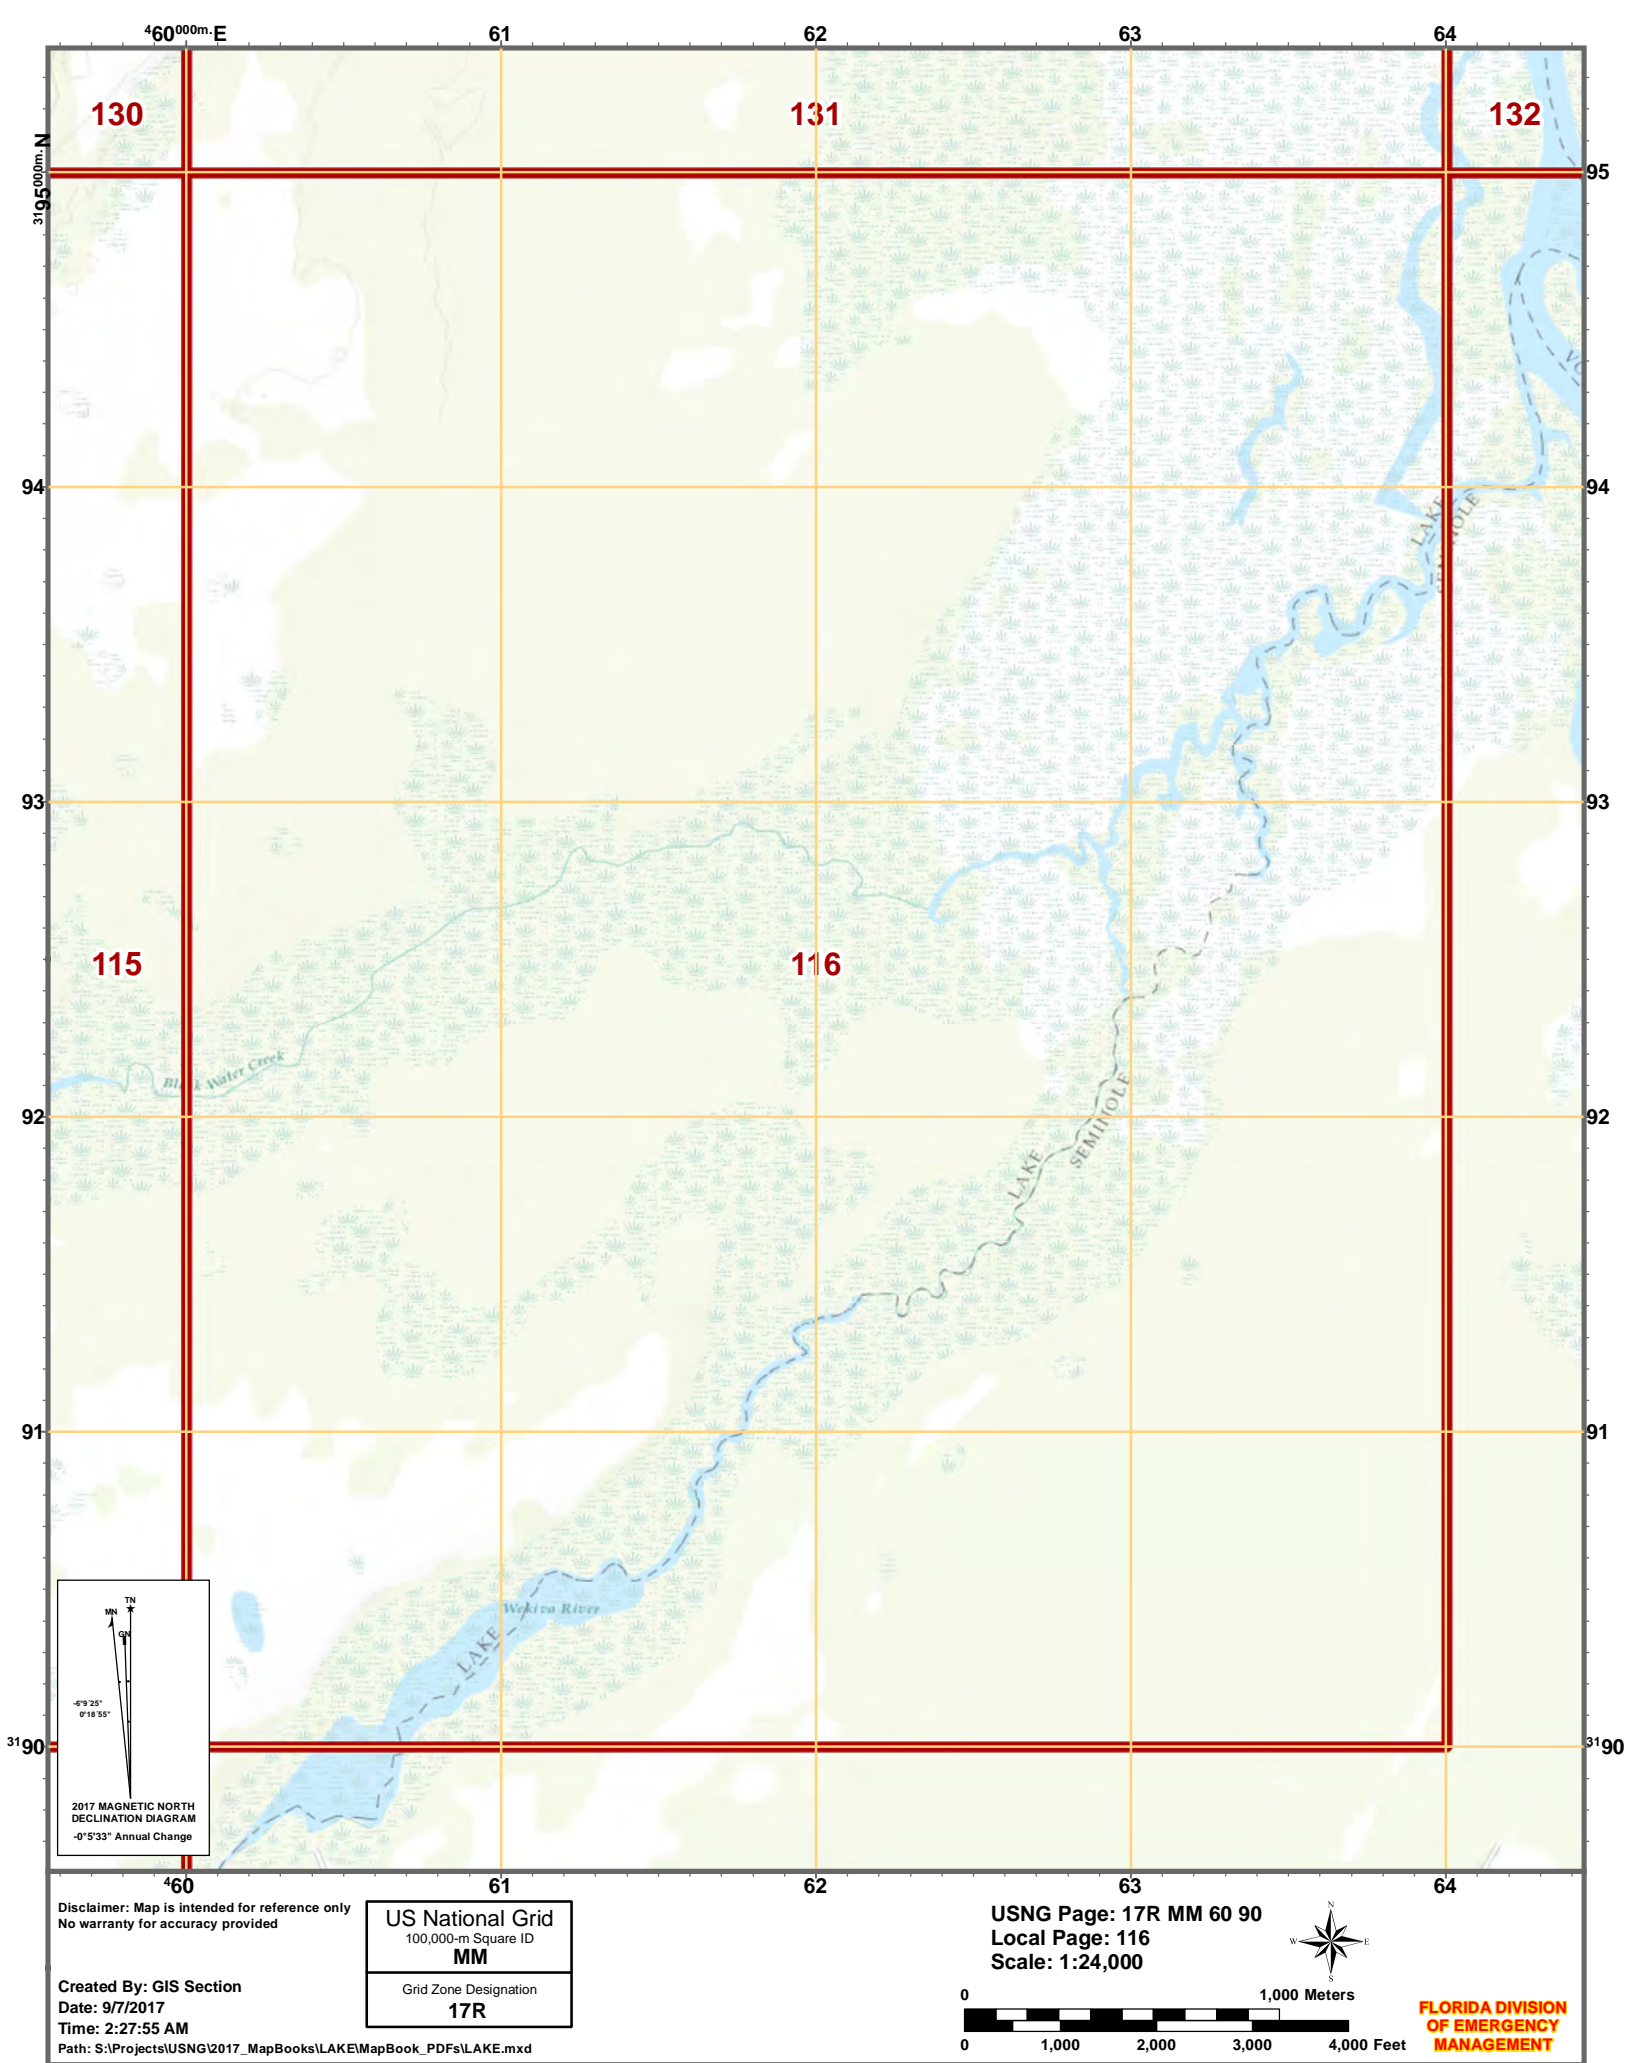 460000m.E 61 62 63 64
130 131 132
3195000m.N 95
94 94
LAKE
SEMINOLE
93 93
115 116
Black Water Creek
92 92
LAKE
SEMINOLE
91 91
Wekiva River
LAKE
TN
MN
GN
-6°9'25"
0°18'55"
2017 MAGNETIC NORTH
DECLINATION DIAGRAM
-0°5'33" Annual Change
3190 3190
460 61 62 63 64
Disclaimer: Map is intended for reference only
No warranty for accuracy provided
Created By: GIS Section
Date: 9/7/2017
Time: 2:27:55 AM
Path: S:\Projects\USNG\2017_MapBooks\LAKE\MapBook_PDFs\LAKE.mxd
US National Grid
100,000-m Square ID
MM
Grid Zone Designation
17R
USNG Page: 17R MM 60 90
Local Page: 116
Scale: 1:24,000
N
W E
S
0 1,000 Meters
0 1,000 2,000 3,000 4,000 Feet
FLORIDA DIVISION
OF EMERGENCY
MANAGEMENT